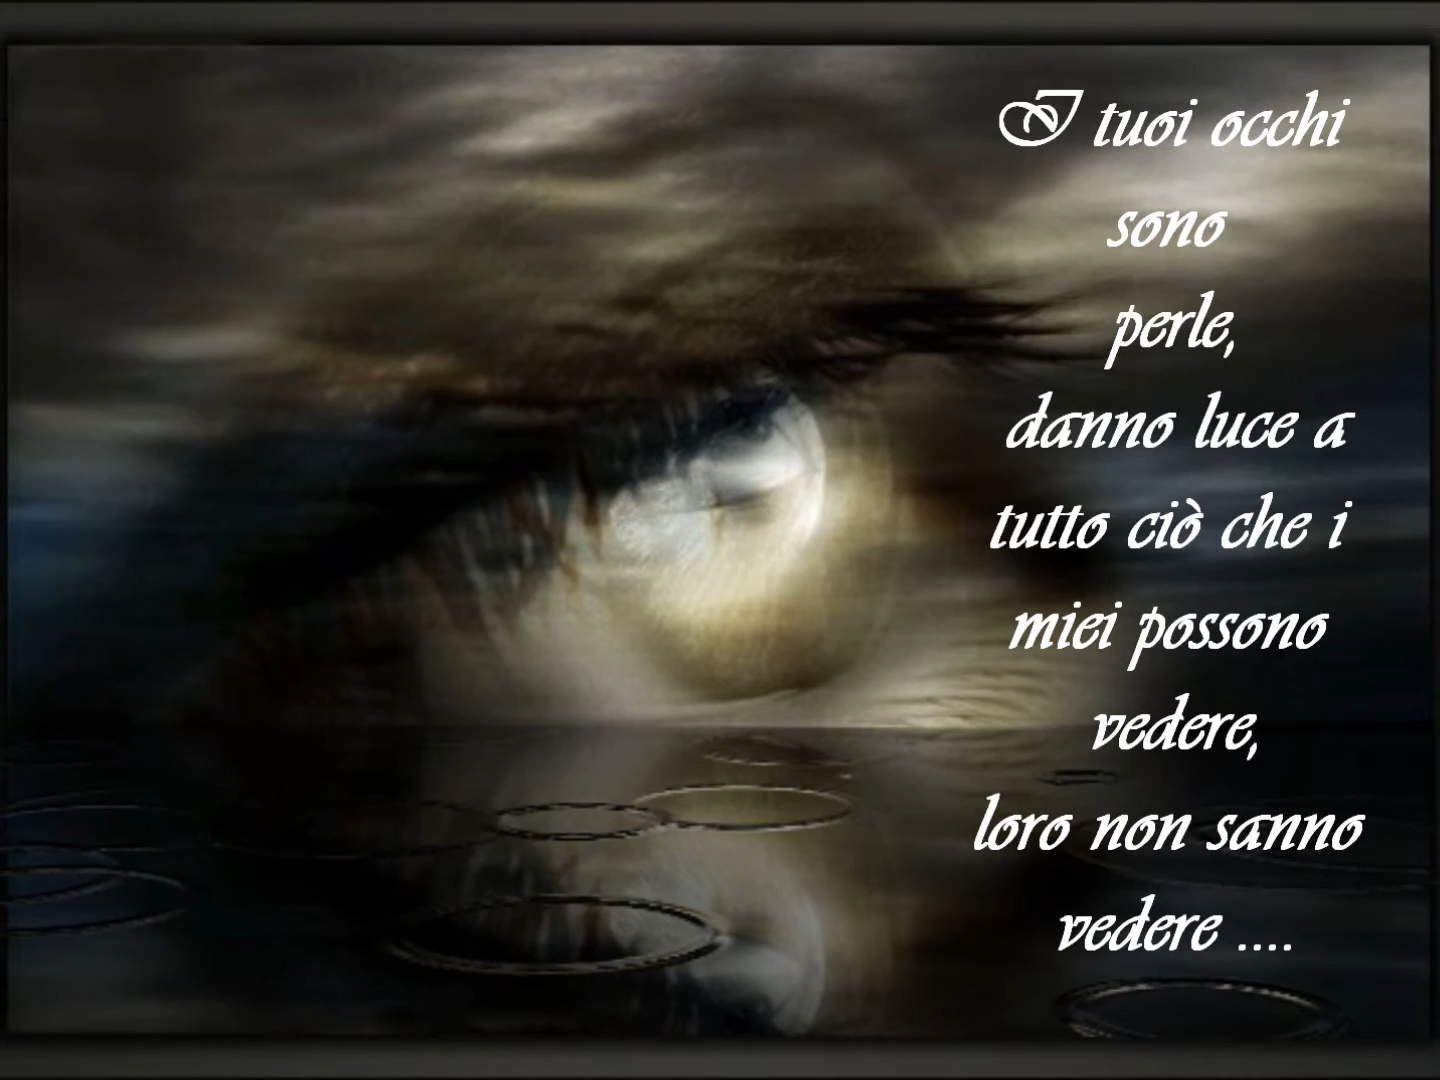 I tuoi occhi
sono
perle,
danno luce a
tutto ciò che i
miei possono
vedere,
loro non sanno
vedere ....